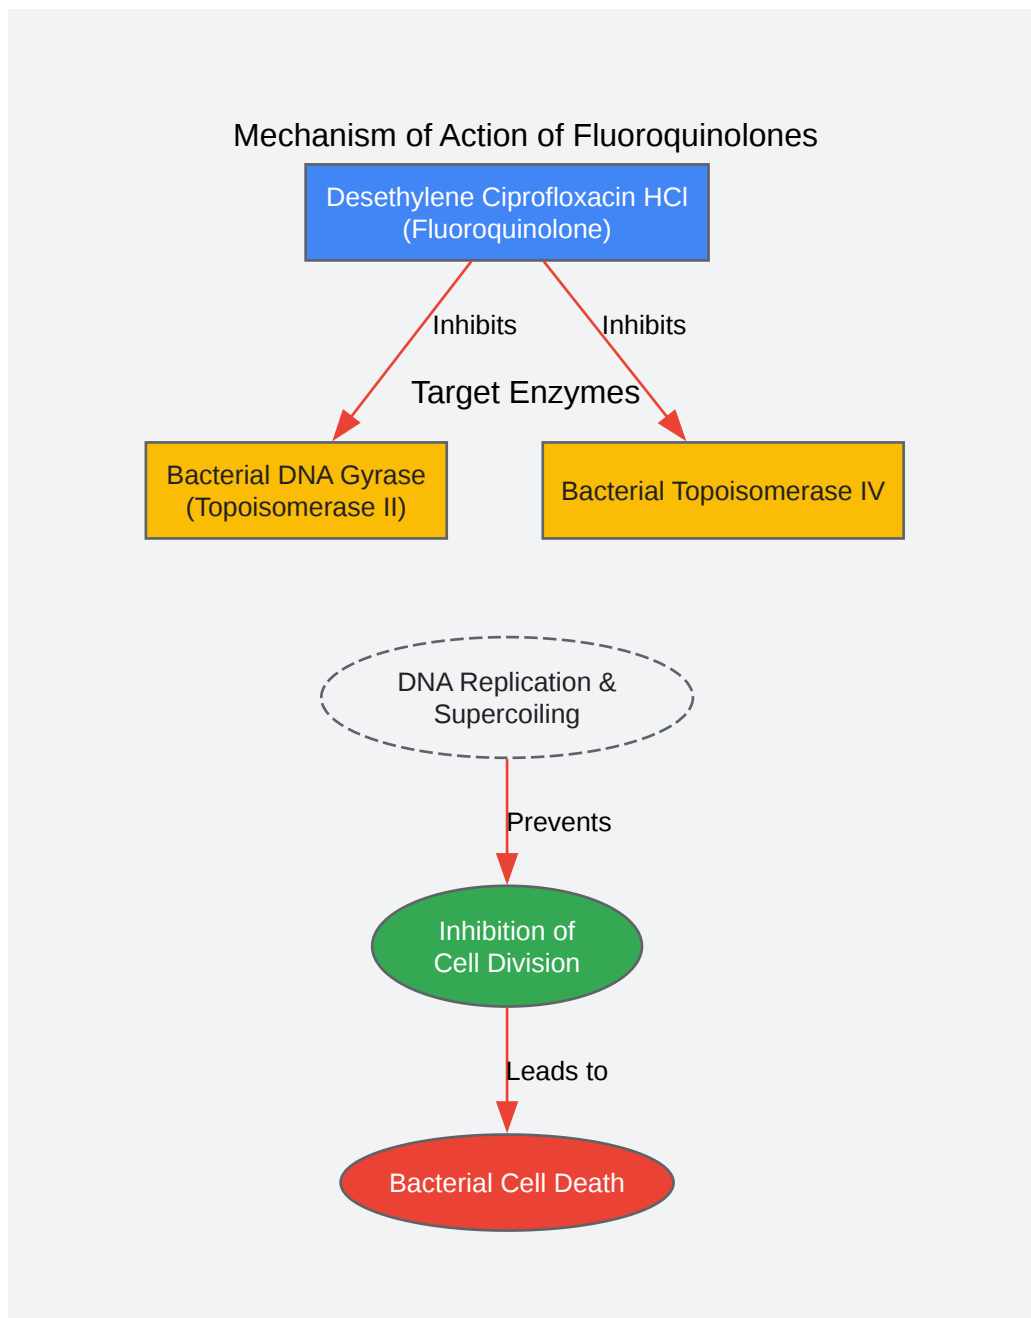 Mechanism of Action of Fluoroquinolones
Desethylene Ciprofloxacin HCl
(Fluoroquinolone)
Inhibits
Inhibits
Target Enzymes
Bacterial DNA Gyrase
(Topoisomerase II)
Bacterial Topoisomerase IV
DNA Replication &
Supercoiling
Prevents
Inhibition of
Cell Division
Leads to
Bacterial Cell Death